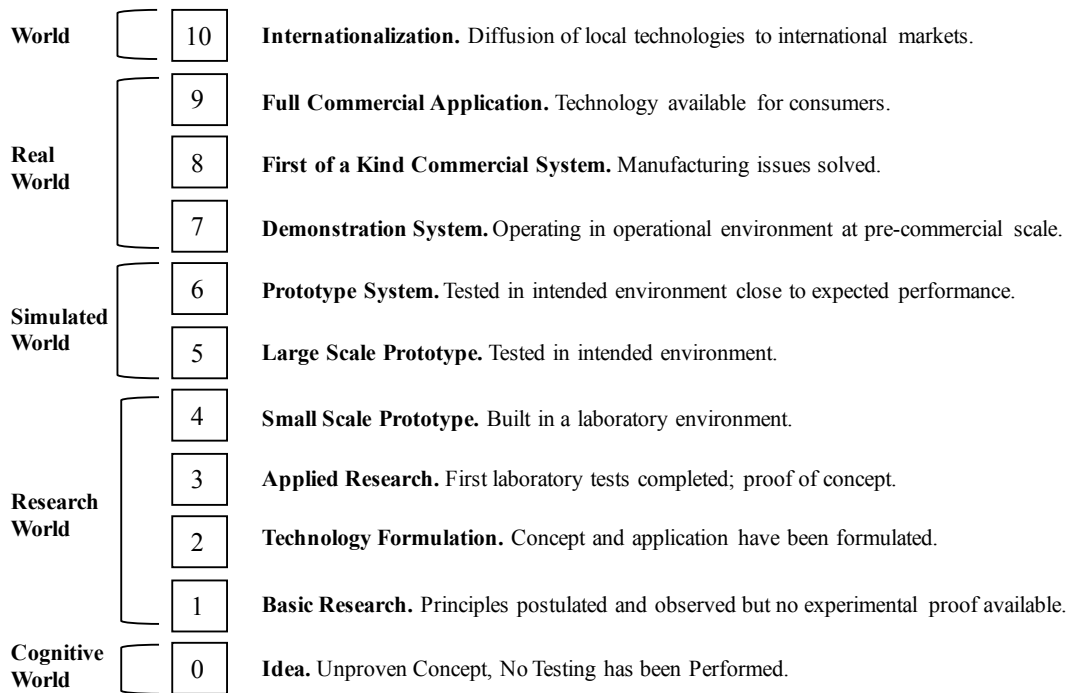 World
10
Internationalization. Diffusion of local technologies to international markets.
9
Full Commercial Application. Technology available for consumers.
Real
World
8
First of a Kind Commercial System. Manufacturing issues solved.
7
Demonstration System. Operating in operational environment at pre-commercial scale.
6
Prototype System. Tested in intended environment close to expected performance.
Simulated
World
5
Large Scale Prototype. Tested in intended environment.
4
Small Scale Prototype. Built in a laboratory environment.
3
Applied Research. First laboratory tests completed; proof of concept.
Research
World
2
Technology Formulation. Concept and application have been formulated.
1
Basic Research. Principles postulated and observed but no experimental proof available.
Cognitive
World
0
Idea. Unproven Concept, No Testing has been Performed.